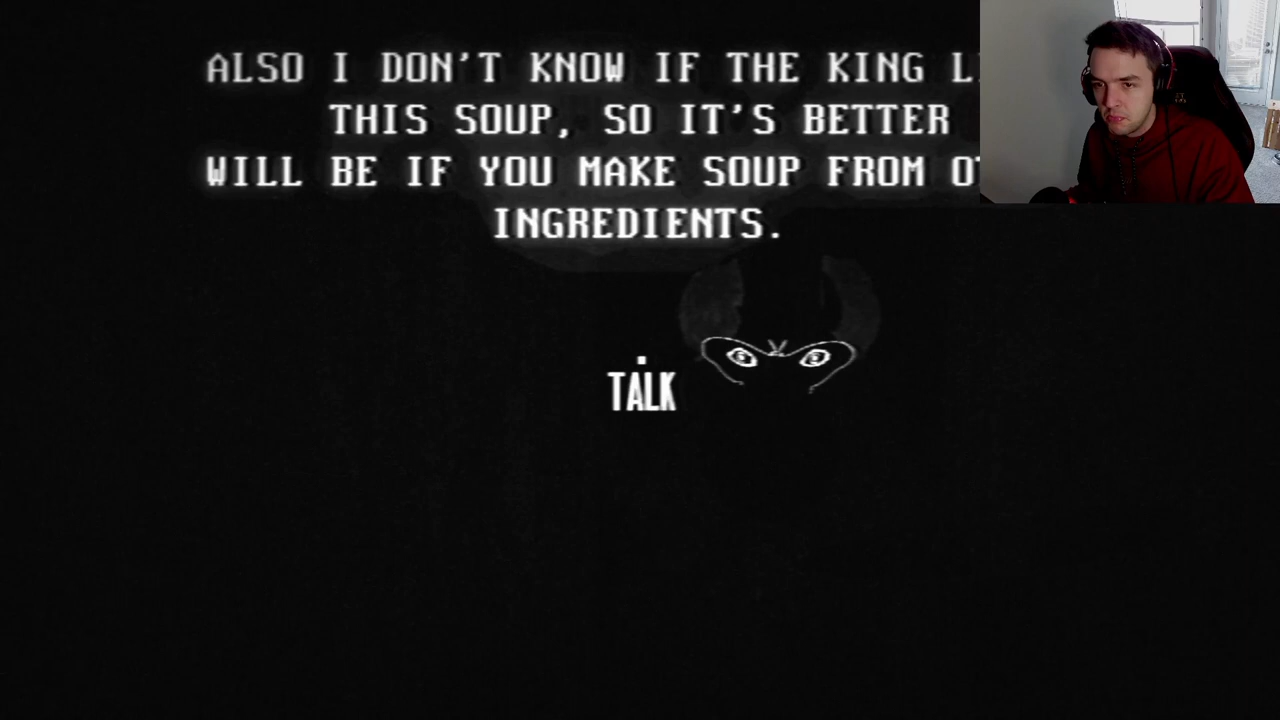 ALSO I DON'T KNOW IF THE KING
THIS SOUP, SO IT'S BETTER
WILL BE IF YOU MAKE SOUP FROM
INGREDIENTS.
TALK